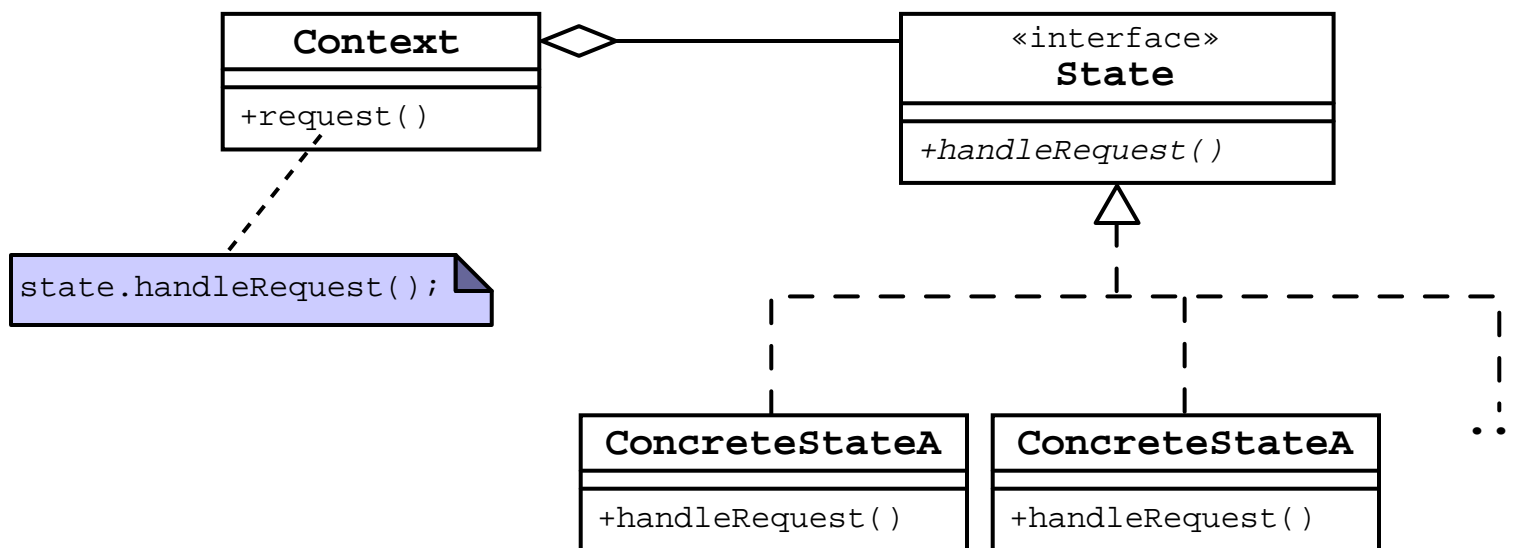 Context
+request()
«interface»
State
+handleRequest()
state.handleRequest();
ConcreteStateA
+handleRequest()
ConcreteStateA
+handleRequest()